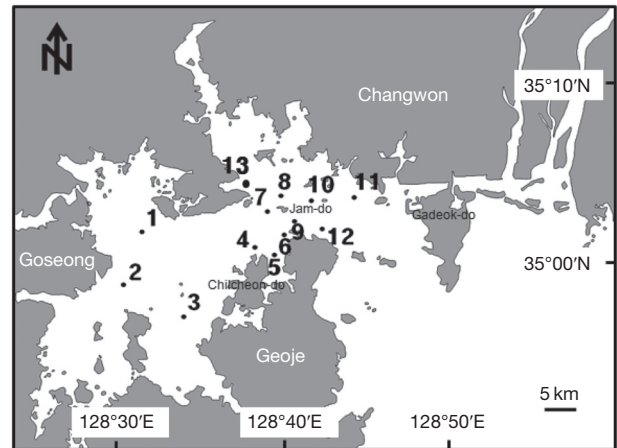 N
35°10′N
Changwon
13
8
10
11
7
Jam-do
Gadeok-do
1
9
12
4
6
Goseong
35°00′N
5
2
Chilcheon-do
3
Geoje
5 km
128°30′E
128°40′E
128°50′E